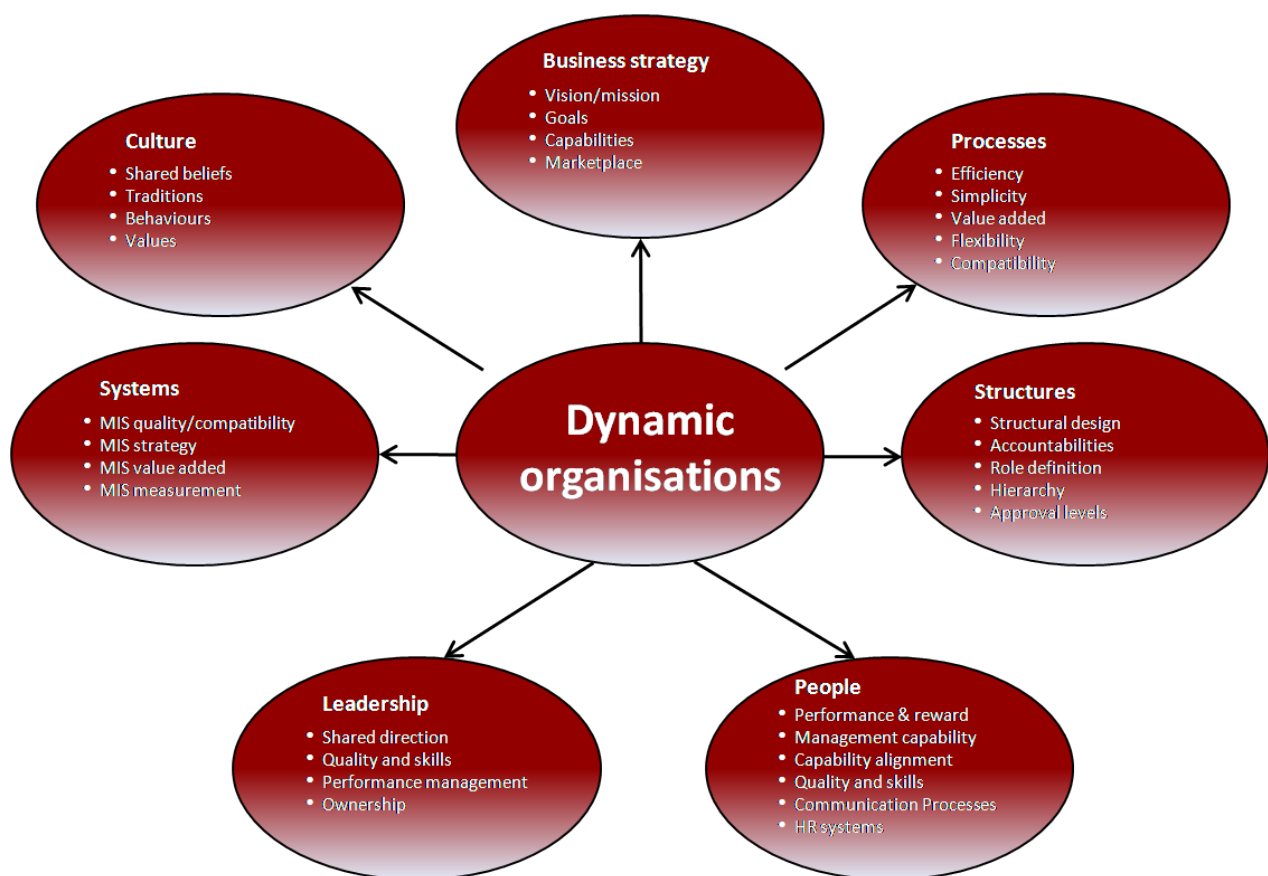 Business strategy
• Vision/mission
• Goals
• Capabilities
• Marketplace
Culture
• Shared beliefs
• Traditions
• Behaviours
• Values
Processes
• Efficiency
• Simplicity
• Value added
• Flexibility
• Compatibility
Systems
• MIS quality/compatibility
• MIS strategy
• MIS value added
• MIS measurement
Dynamic
organisations
Structures
• Structural design
• Accountabilities
• Role definition
• Hierarchy
• Approval levels
Leadership
• Shared direction
• Quality and skills
• Performance management
• Ownership
People
• Performance & reward
• Management capability
• Capability alignment
• Quality and skills
• Communication Processes
• HR systems